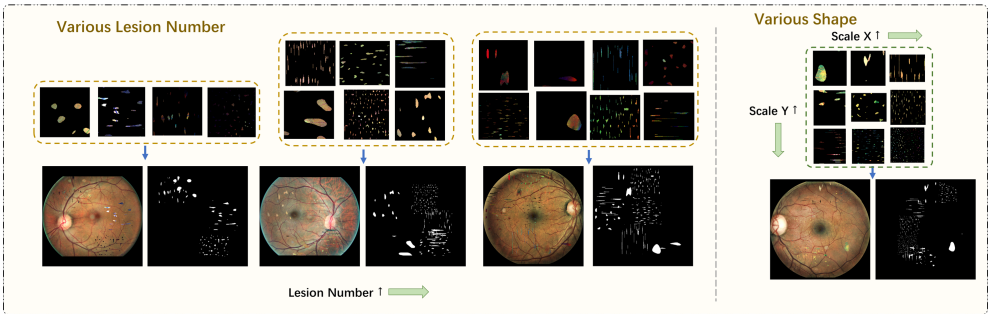 Various Lesion Number
Various Shape
Scale X ↑
Scale Y ↑
Lesion Number ↑